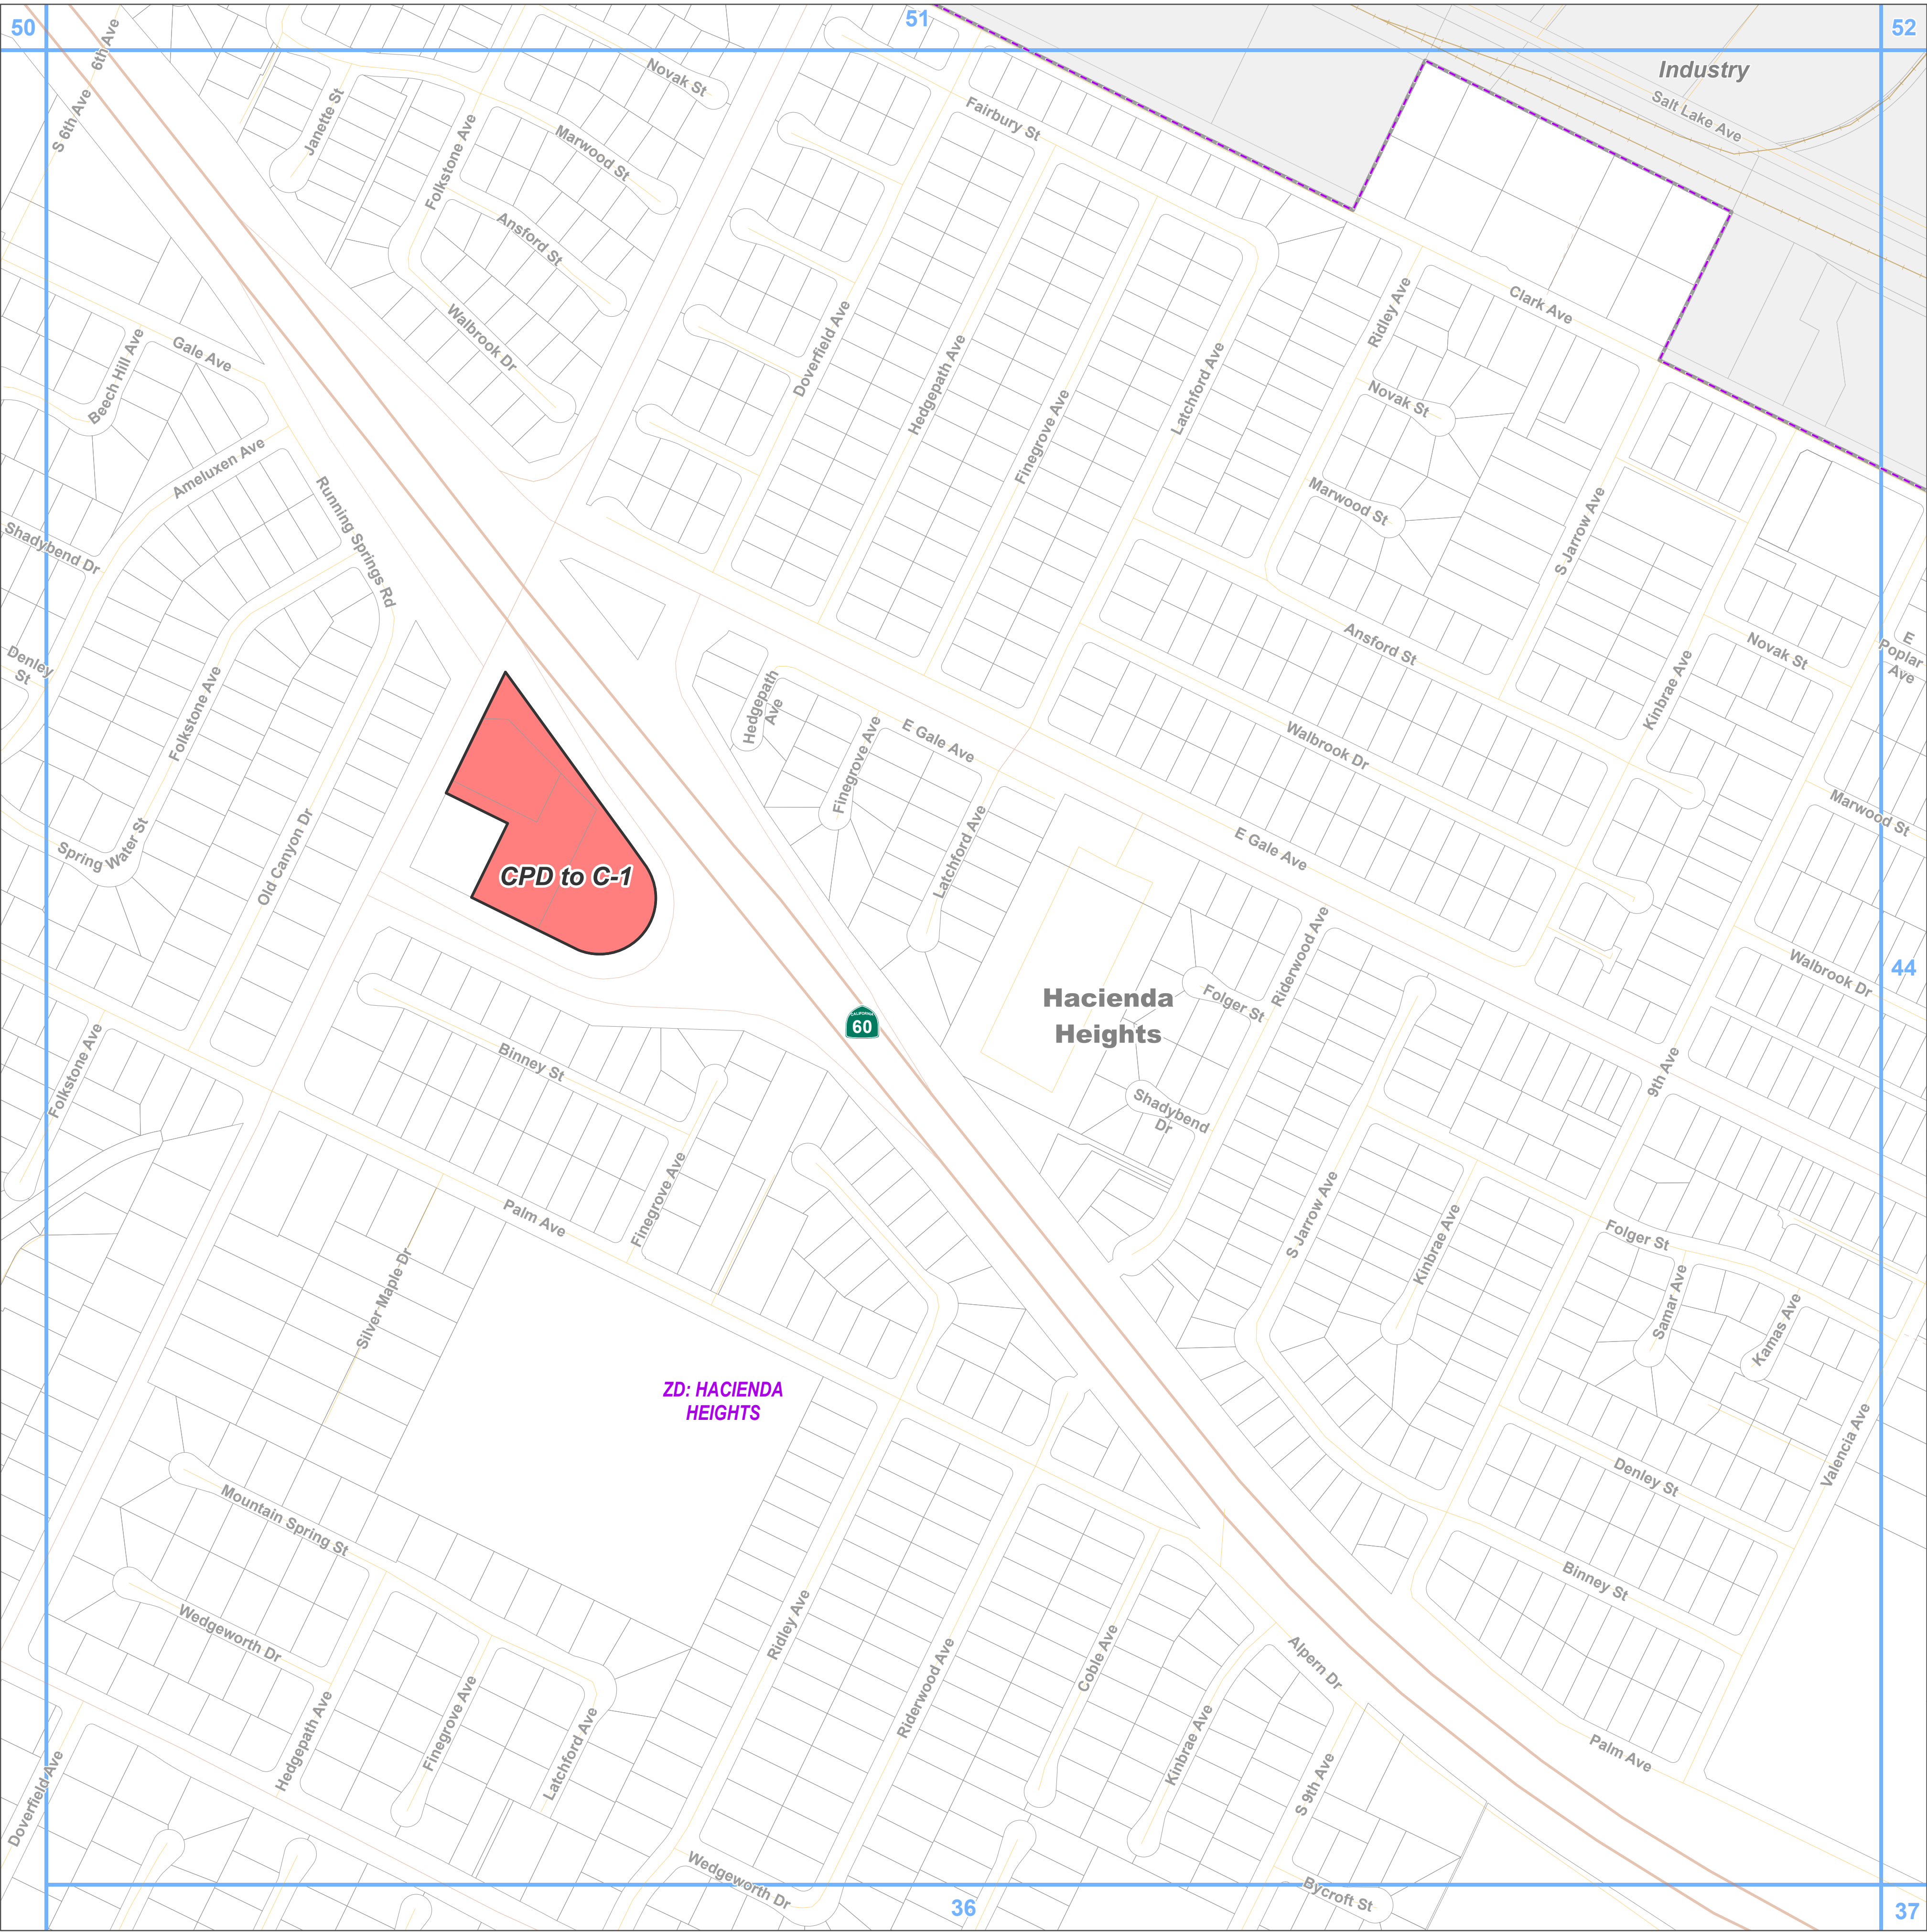 50
51
52
6th Ave
S 6th Ave
Janette St
Folkstone Ave
Novak St
Marwood St
Ansford St
Walbrook Dr
Fairbury St
Industry
Salt Lake Ave
Clark Ave
Ridley Ave
Gale Ave
Beech Hill Ave
Ameluxen Ave
Running Springs Rd
Shadybend Dr
Denley
St
Doverfield Ave
Hedgepath Ave
Finegrove Ave
Latchford Ave
Novak St
Marwood St
S Jarrow Ave
Ansford St
Walbrook Dr
Kinbrae Ave
Novak St
E
Poplar
Ave
Marwood St
Folkstone Ave
Hedgepath
Ave
Finegrove Ave
E Gale Ave
Latchford Ave
E Gale Ave
Spring Water St
Old Canyon Dr
CPD to C-1
Riderwood Ave
Walbrook Dr
44
Hacienda
Heights
CALIFORNIA
60
Folger St
Binney St
Folkstone Ave
9th Ave
Shadybend
Dr
Finegrove Ave
Palm Ave
Silver Maple Dr
S Jarrow Ave
Kinbrae Ave
Folger St
Samar Ave
Kamas Ave
ZD: HACIENDA
HEIGHTS
Valencia Ave
Denley St
Mountain Spring St
Binney St
Wedgeworth Dr
Ridley Ave
Riderwood Ave
Coble Ave
Alpern Dr
Hedgepath Ave
Finegrove Ave
Latchford Ave
Kinbrae Ave
S 9th Ave
Palm Ave
Doverfield Ave
Wedgeworth Dr
Bycroft St
36
37